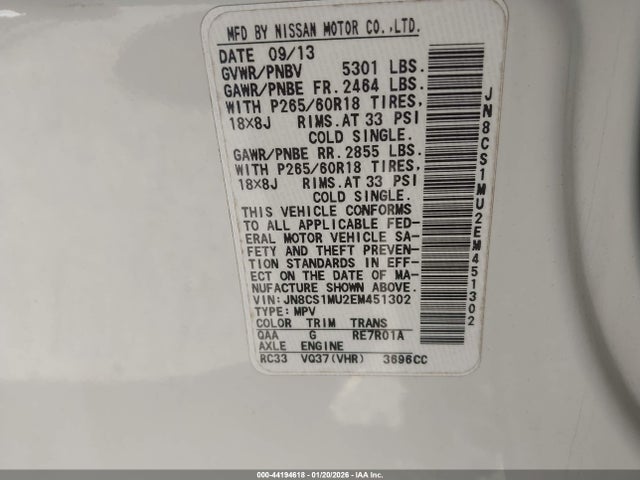 MFD BY NISSAN MOTOR CO.,LTD.
DATE 09/13
GVWR/PNBV 5301 LBS.
GAWR/PNBE FR. 2464 LBS.
WITH P265/60R18 TIRES,
18X8J RIMS. AT 33 PSI
COLD SINGLE.
GAWR/PNBE RR. 2855 LBS.
WITH P265/60R18 TIRES,
18X8J RIMS. AT 33 PSI
COLD SINGLE.
THIS VEHICLE CONFORMS
TO ALL APPLICABLE FED-
ERAL MOTOR VEHICLE SA-
FETY AND THEFT PREVEN-
TION STANDARDS IN EFF-
ECT ON THE DATE OF MA-
NUFACTURE SHOWN ABOVE.
VIN: JN8CS1MU2EM451302
TYPE: MPV
COLOR TRIM TRANS
QAA G RE7R01A
AXLE ENGINE
RC33 VQ37(VHR) 3696CC
JN8CS1MU2EM451302
000-44194618 - 01/20/2026 - IAA Inc.